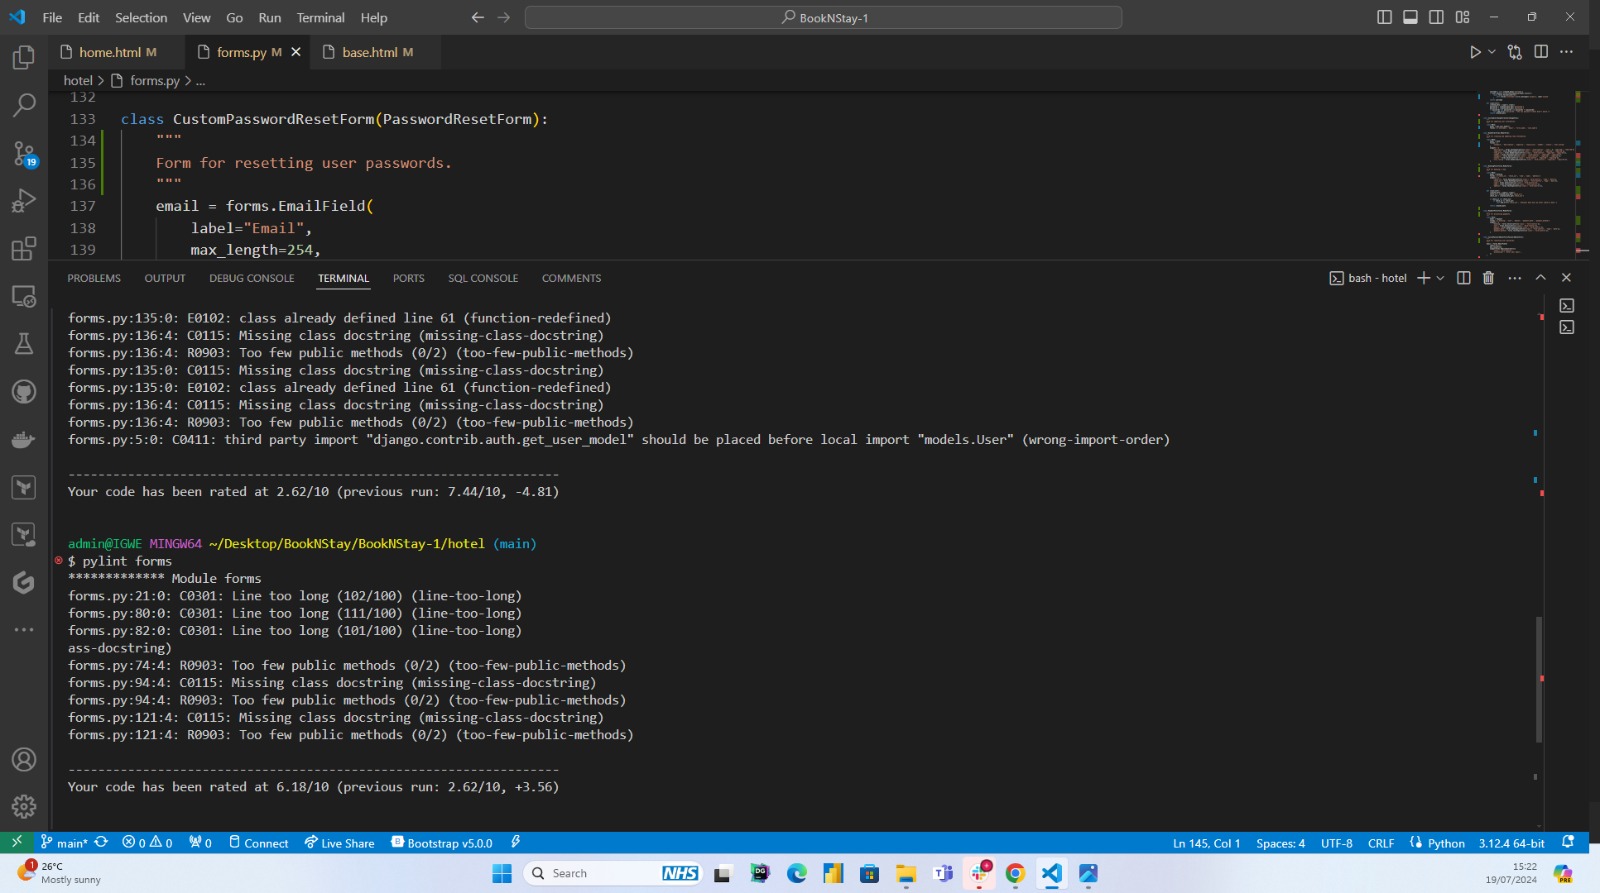 File Edit Selection View Go Run Terminal Help
BookNStay-1
home.html M
forms.py M
base.html M
hotel > forms.py > ...
132
133 class CustomPasswordResetForm(PasswordResetForm):
134 """
135 Form for resetting user passwords.
136 """
137 email = forms.EmailField(
138 label="Email",
139 max_length=254,
19
PROBLEMS OUTPUT DEBUG CONSOLE TERMINAL PORTS SQL CONSOLE COMMENTS
bash - hotel
forms.py:135:0: E0102: class already defined line 61 (function-redefined)
forms.py:136:4: C0115: Missing class docstring (missing-class-docstring)
forms.py:136:4: R0903: Too few public methods (0/2) (too-few-public-methods)
forms.py:135:0: C0115: Missing class docstring (missing-class-docstring)
forms.py:135:0: E0102: class already defined line 61 (function-redefined)
forms.py:136:4: C0115: Missing class docstring (missing-class-docstring)
forms.py:136:4: R0903: Too few public methods (0/2) (too-few-public-methods)
forms.py:5:0: C0411: third party import "django.contrib.auth.get_user_model" should be placed before local import "models.User" (wrong-import-order)
------------------------------------------------------------------
Your code has been rated at 2.62/10 (previous run: 7.44/10, -4.81)
admin@IGWE MINGW64 ~/Desktop/BookNStay/BookNStay-1/hotel (main)
$ pylint forms
************* Module forms
forms.py:21:0: C0301: Line too long (102/100) (line-too-long)
forms.py:80:0: C0301: Line too long (111/100) (line-too-long)
forms.py:82:0: C0301: Line too long (101/100) (line-too-long)
ass-docstring)
forms.py:74:4: R0903: Too few public methods (0/2) (too-few-public-methods)
forms.py:94:4: C0115: Missing class docstring (missing-class-docstring)
forms.py:94:4: R0903: Too few public methods (0/2) (too-few-public-methods)
forms.py:121:4: C0115: Missing class docstring (missing-class-docstring)
forms.py:121:4: R0903: Too few public methods (0/2) (too-few-public-methods)
------------------------------------------------------------------
Your code has been rated at 6.18/10 (previous run: 2.62/10, +3.56)
main* 0 0 0 Connect Live Share Bootstrap v5.0.0
Ln 145, Col 1 Spaces: 4 UTF-8 CRLF Python 3.12.4 64-bit
1
26°C
Mostly sunny
Search NHS
DG
15:22
19/07/2024
PRE